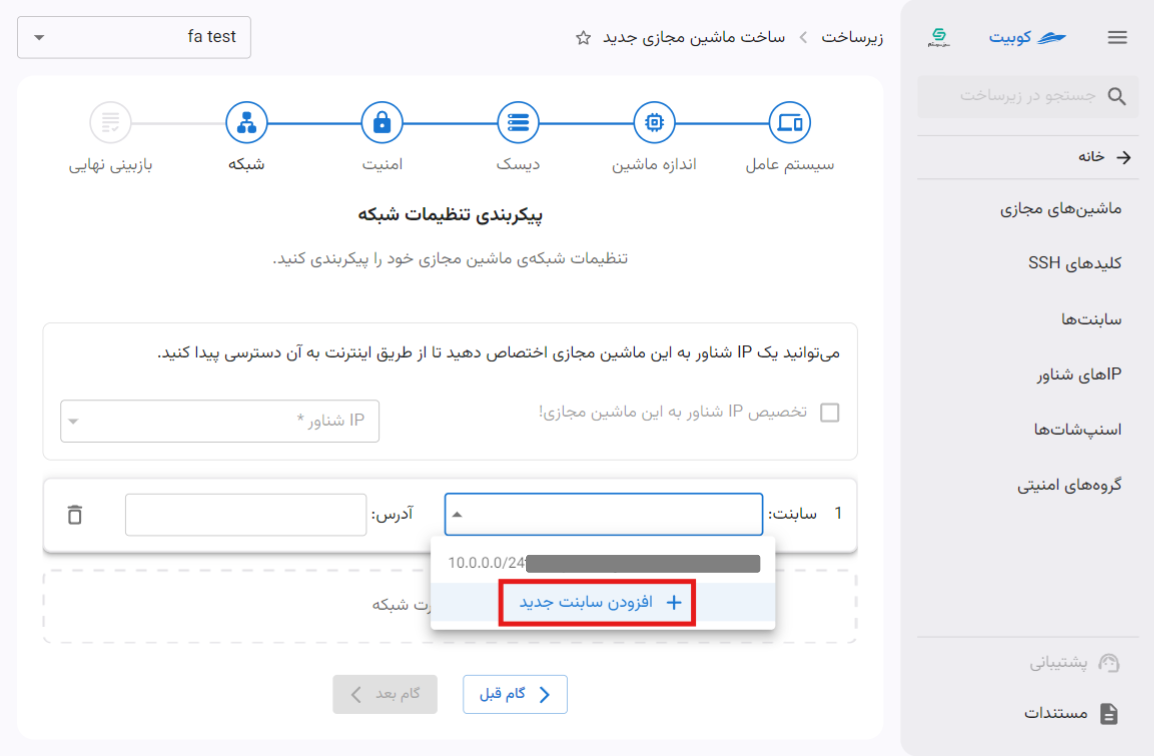 کوبیت
جستجو در زیرساخت
خانه
ماشین‌های مجازی
کلیدهای SSH
سابنت‌ها
IPهای شناور
اسنپ‌شات‌ها
گروه‌های امنیتی
پشتیبانی
مستندات
زیرساخت > ساخت ماشین مجازی جدید
fa test
سیستم عامل
اندازه ماشین
دیسک
امنیت
شبکه
بازبینی نهایی
پیکربندی تنظیمات شبکه
تنظیمات شبکه‌ی ماشین مجازی خود را پیکربندی کنید.
می‌توانید یک IP شناور به این ماشین مجازی اختصاص دهید تا از طریق اینترنت به آن دسترسی پیدا کنید.
تخصیص IP شناور به این ماشین مجازی!
IP شناور *
1 سابنت: آدرس:
10.0.0.0/24
افزودن سابنت جدید
شبکه
گام قبل
گام بعد